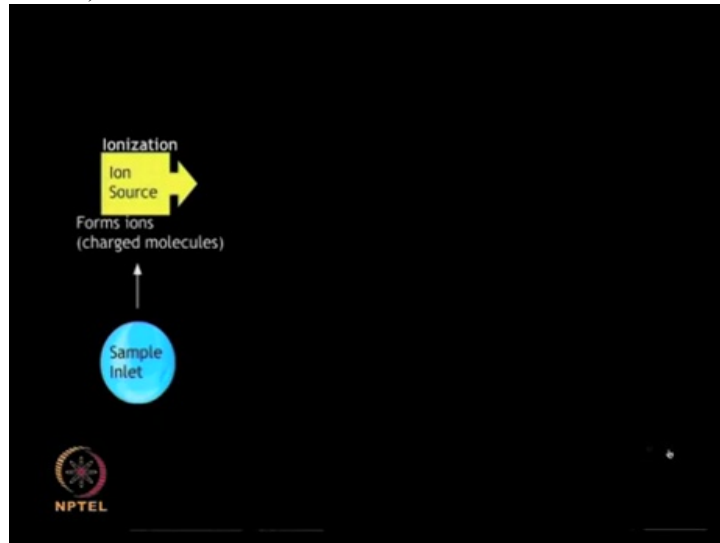 Ionization
Ion
Source
Forms ions
(charged molecules)
Sample
Inlet
NPTEL